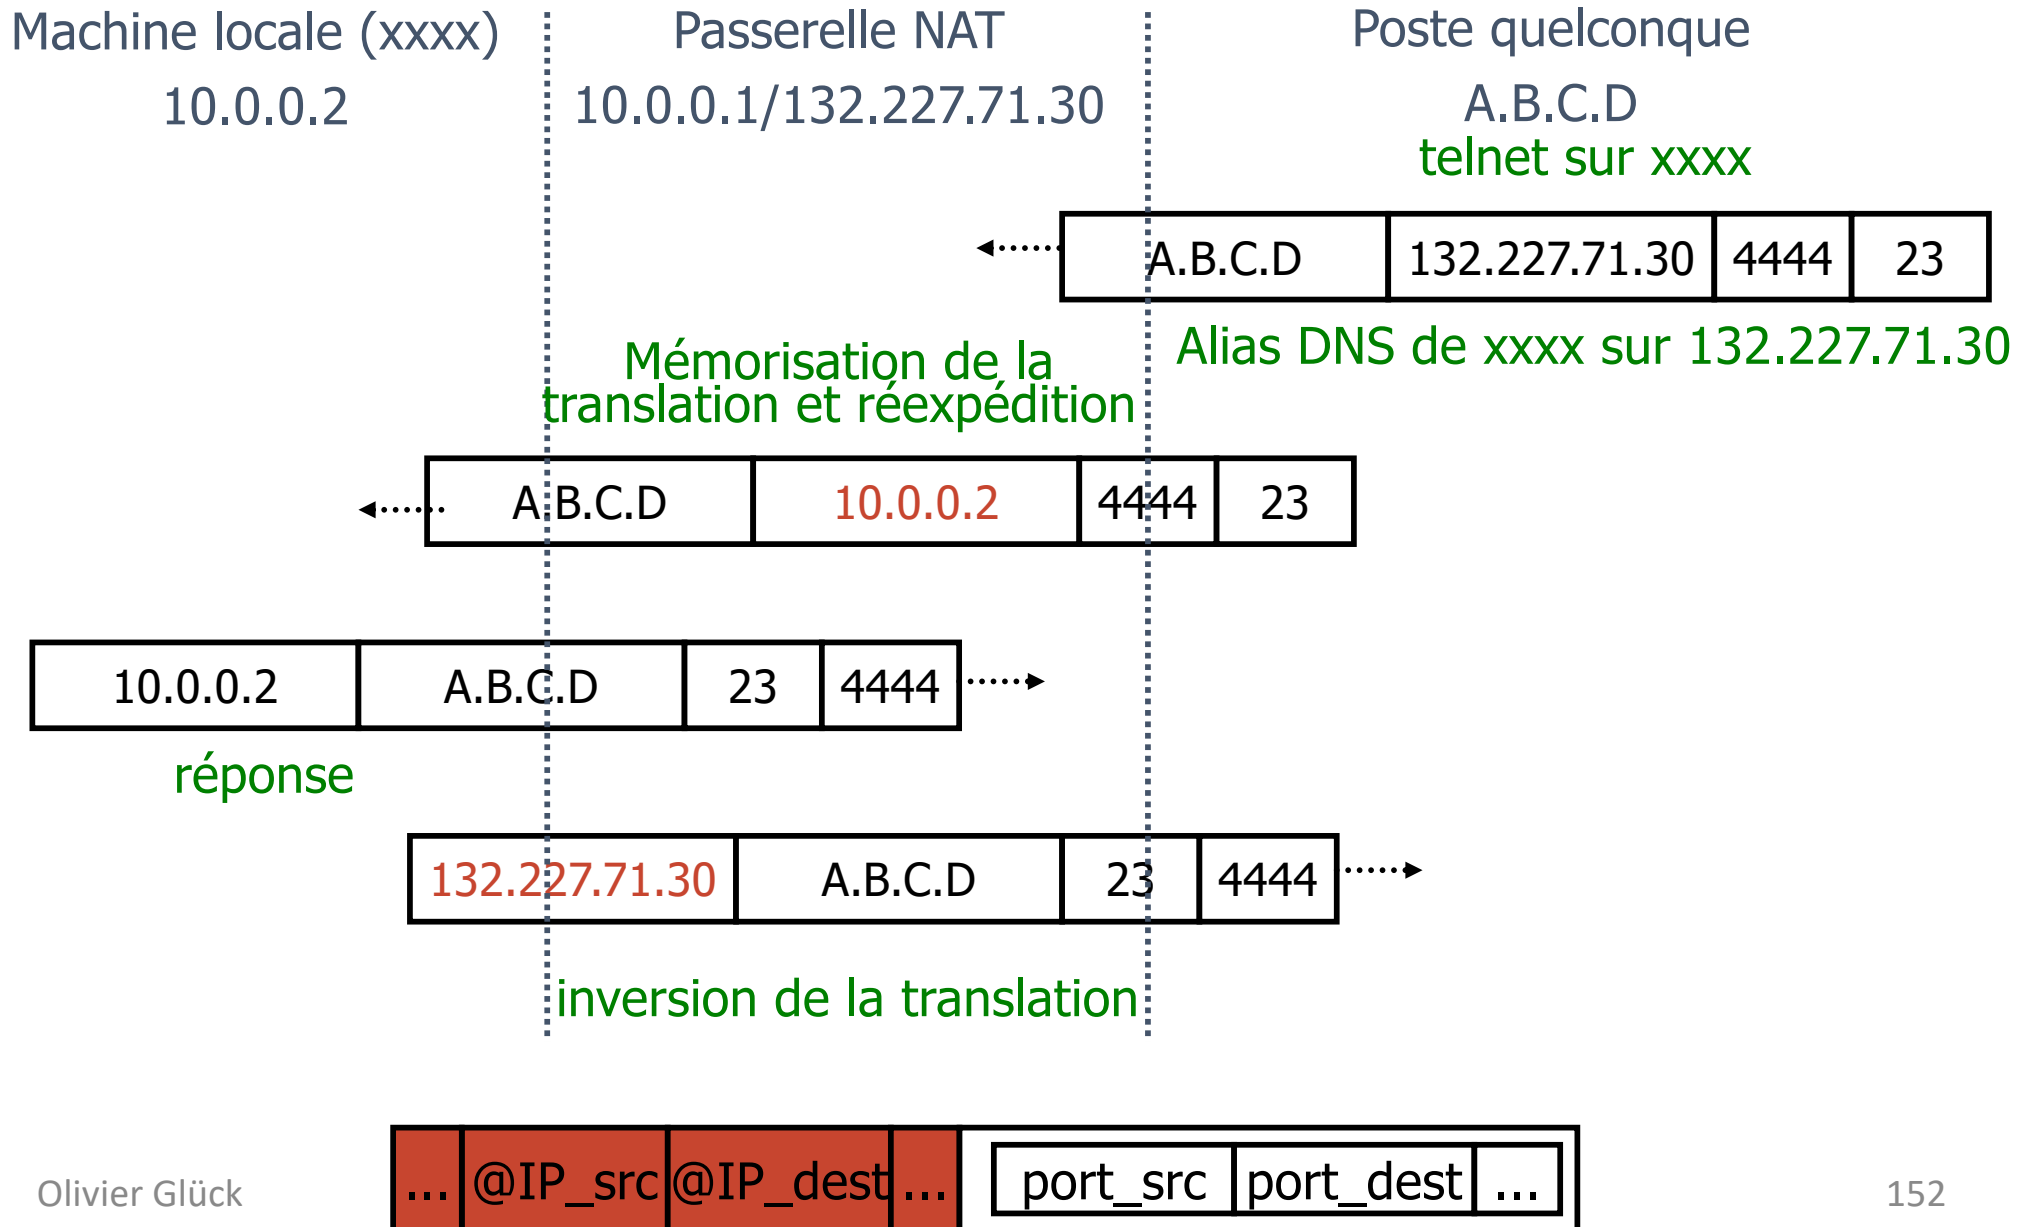 Machine locale (xxxx)
10.0.0.2
Passerelle NAT
10.0.0.1/132.227.71.30
Poste quelconque
A.B.C.D
telnet sur xxxx
A.B.C.D 132.227.71.30 4444 23
Alias DNS de xxxx sur 132.227.71.30
Mémorisation de la
translation et réexpédition
A.B.C.D 10.0.0.2 4444 23
10.0.0.2 A.B.C.D 23 4444
réponse
132.227.71.30 A.B.C.D 23 4444
inversion de la translation
... @IP_src @IP_dest ... port_src port_dest ...
Olivier Glück
152